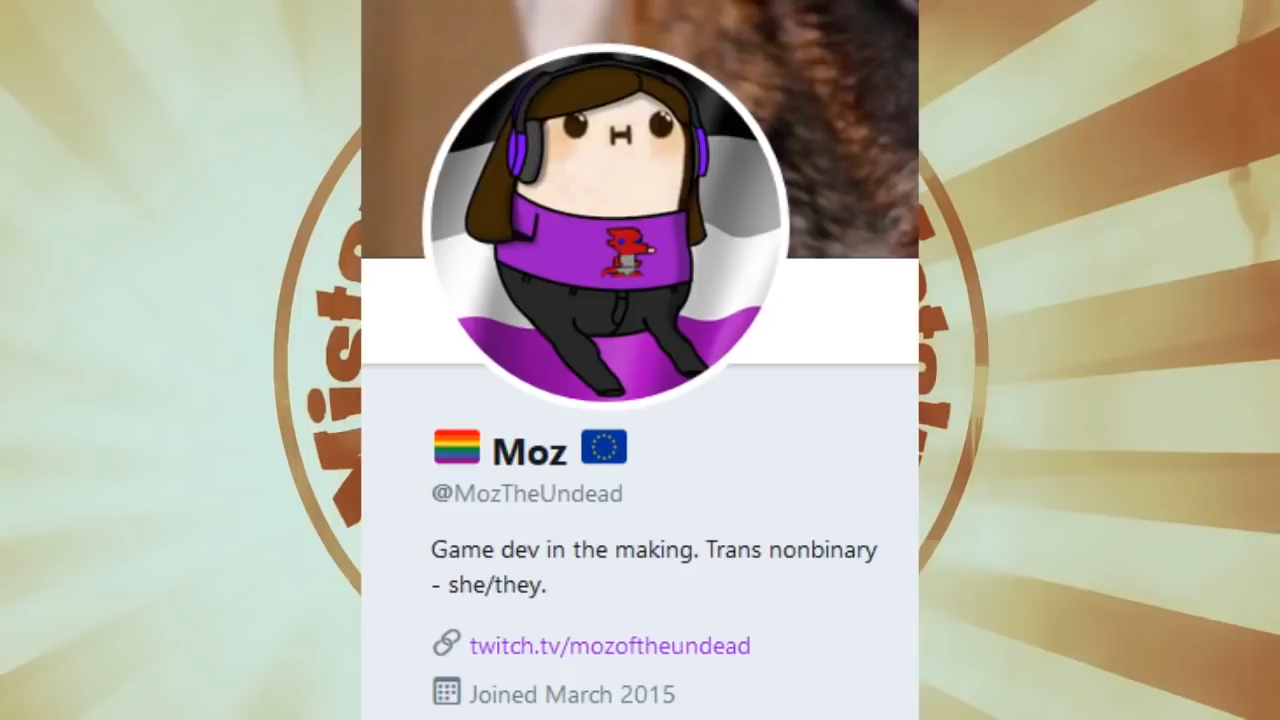 Moz
@MozTheUndead
Game dev in the making. Trans nonbinary
- she/they.
twitch.tv/mozoftheundead
Joined March 2015